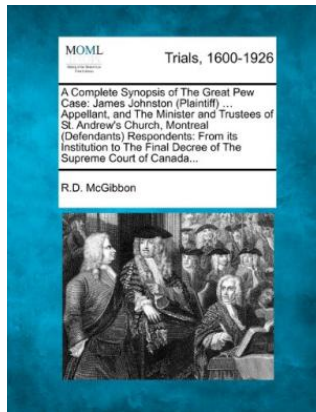 MOML
Trials, 1600-1926
A Complete Synopsis of The Great Pew
Case: James Johnston (Plaintiff) ...
Appellant, and The Minister and Trustees of
St. Andrew's Church, Montreal
(Defendants) Respondents: From its
Institution to The Final Decree of The
Supreme Court of Canada...
R.D. McGibbon